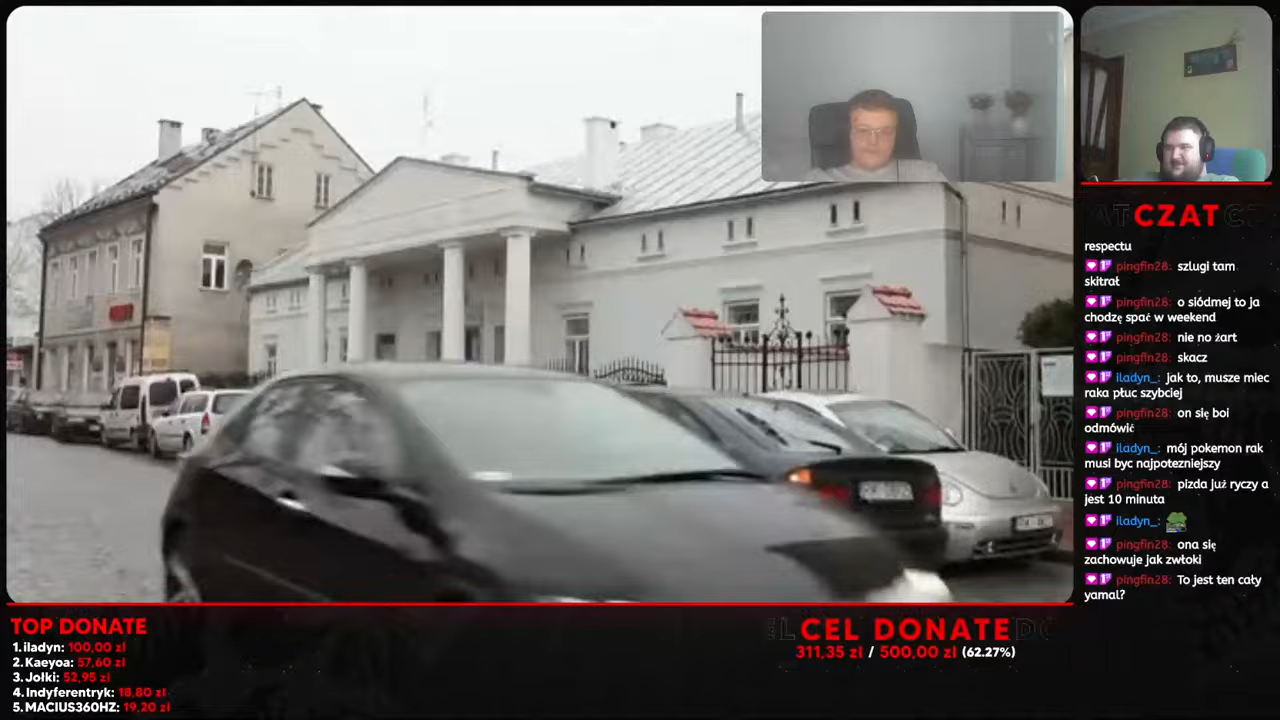 CZAT
respectu
pingfin28: szlugi tam
skitrał
pingfin28: o siódmej to ja
chodzę spać w weekend
pingfin28: nie no żart
pingfin28: skacz
iladyn_: jak to, musze miec
raka płuc szybciej
pingfin28: on się boi
odmówić
iladyn_: mój pokemon rak
musi byc najpotezniejszy
pingfin28: pizda już ryczy a
jest 10 minuta
iladyn_:
pingfin28: ona się
zachowuje jak zwłoki
pingfin28: To jest ten cały
yamal?
TOP DONATE
1. iladyn: 100,00 zł
2. Kaeyoa: 57,60 zł
3. Jołki: 52,95 zł
4. Indyferentryk: 18,80 zł
5. MACIUS360HZ: 19,20 zł
CEL DONATE
311,35 zł / 500,00 zł (62.27%)